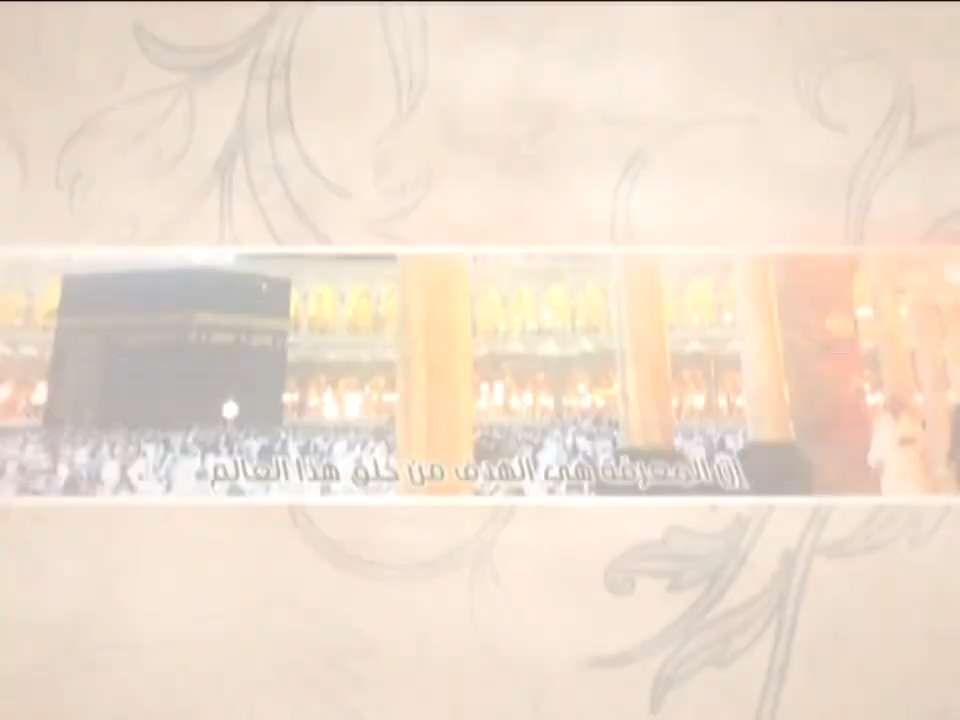 إن المعرفة هي الهدف من خلق هذا العالم